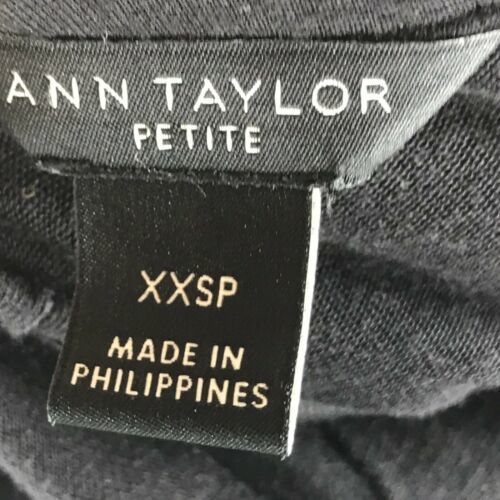 ANN TAYLOR
PETITE
XXSP
MADE IN
PHILIPPINES